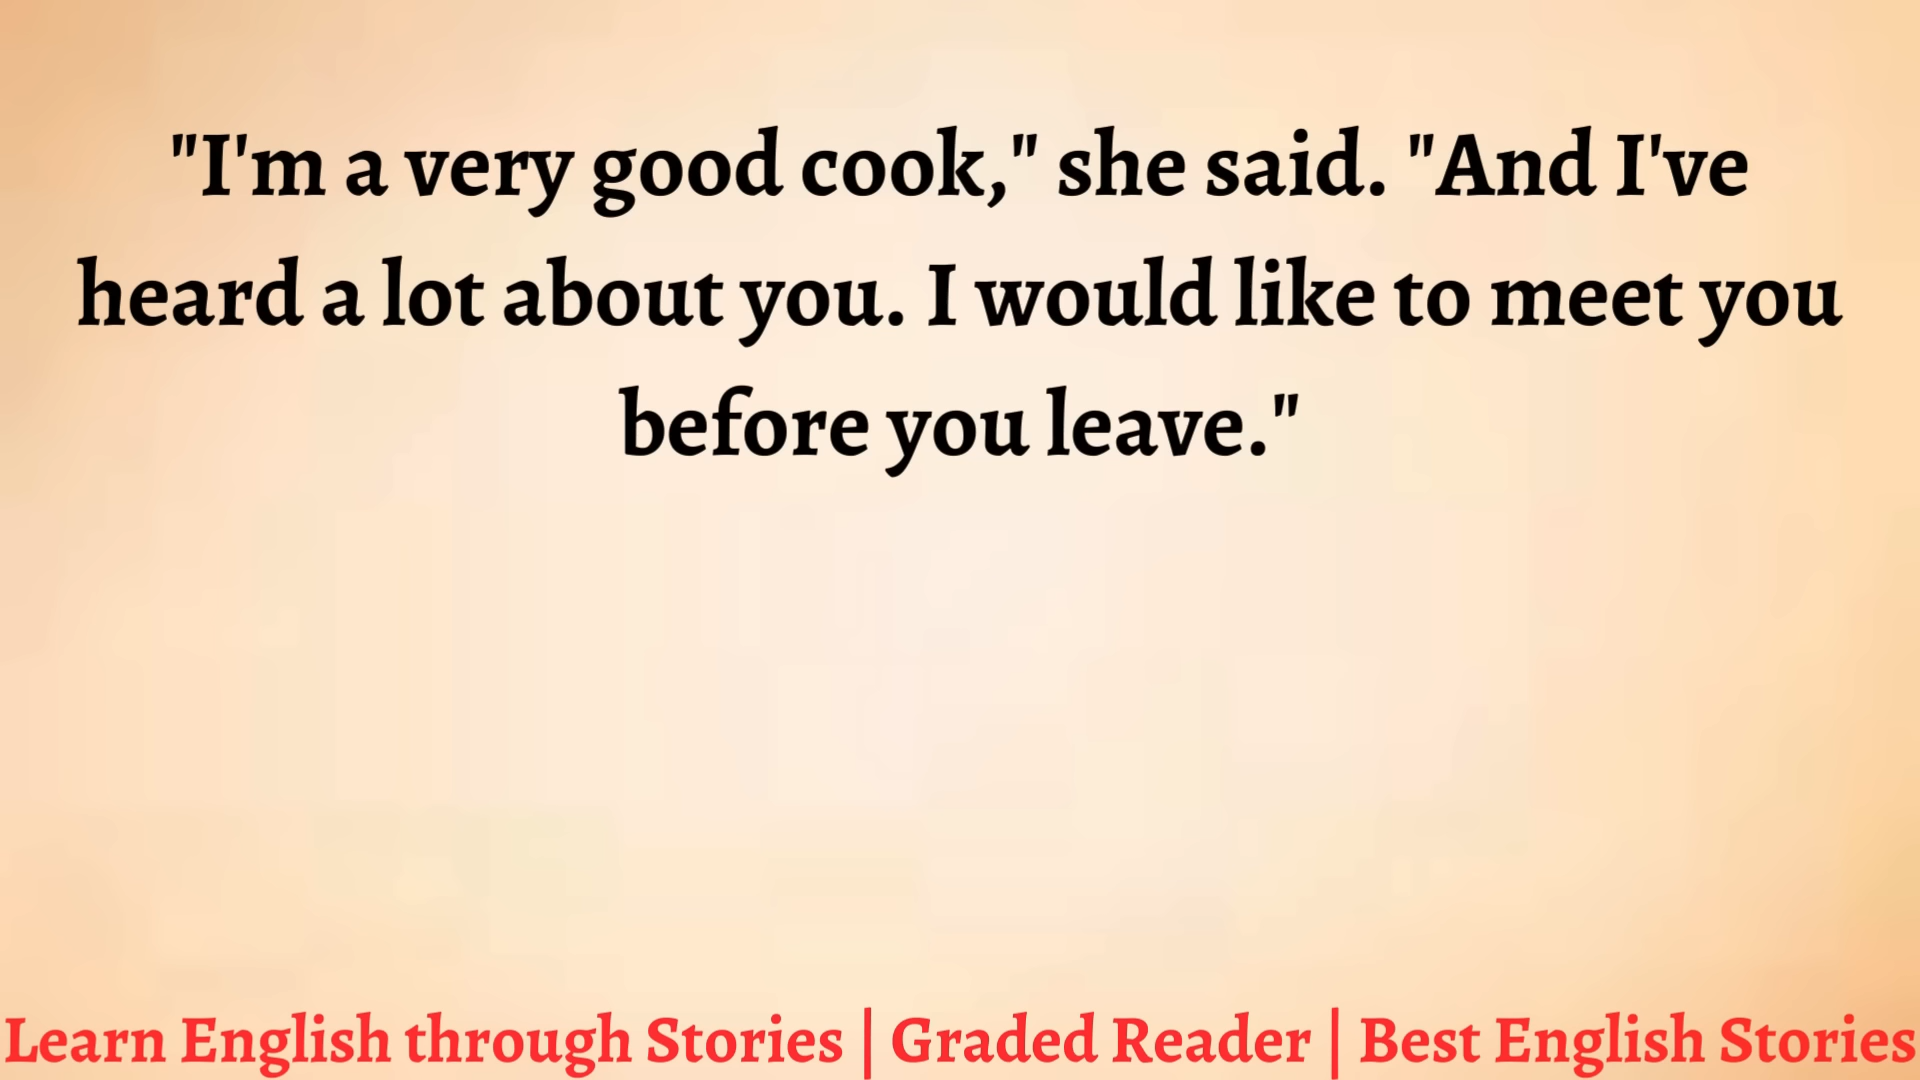 "I'm a very good cook," she said. "And I've
heard a lot about you. I would like to meet you
before you leave."
Learn English through Stories | Graded Reader | Best English Stories